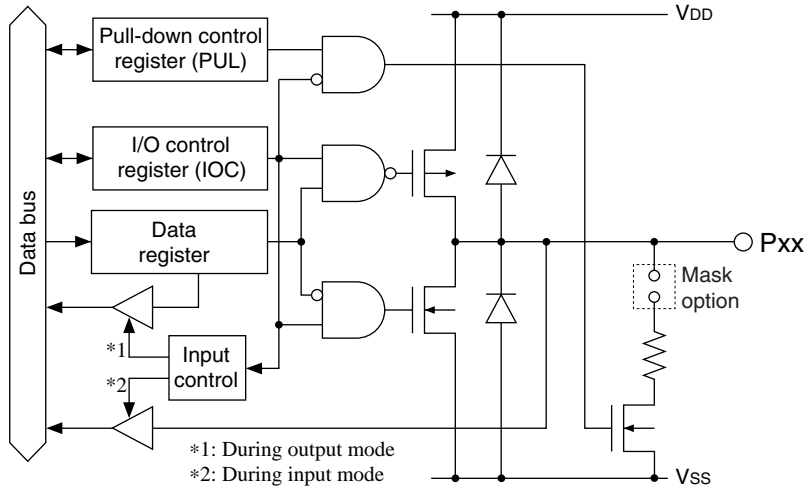 VDD
Pull-down control
register (PUL)
I/O control
register (IOC)
Data bus
Data
register
Pxx
Mask
option
*1
Input
control
*2
*1: During output mode
*2: During input mode
VSS